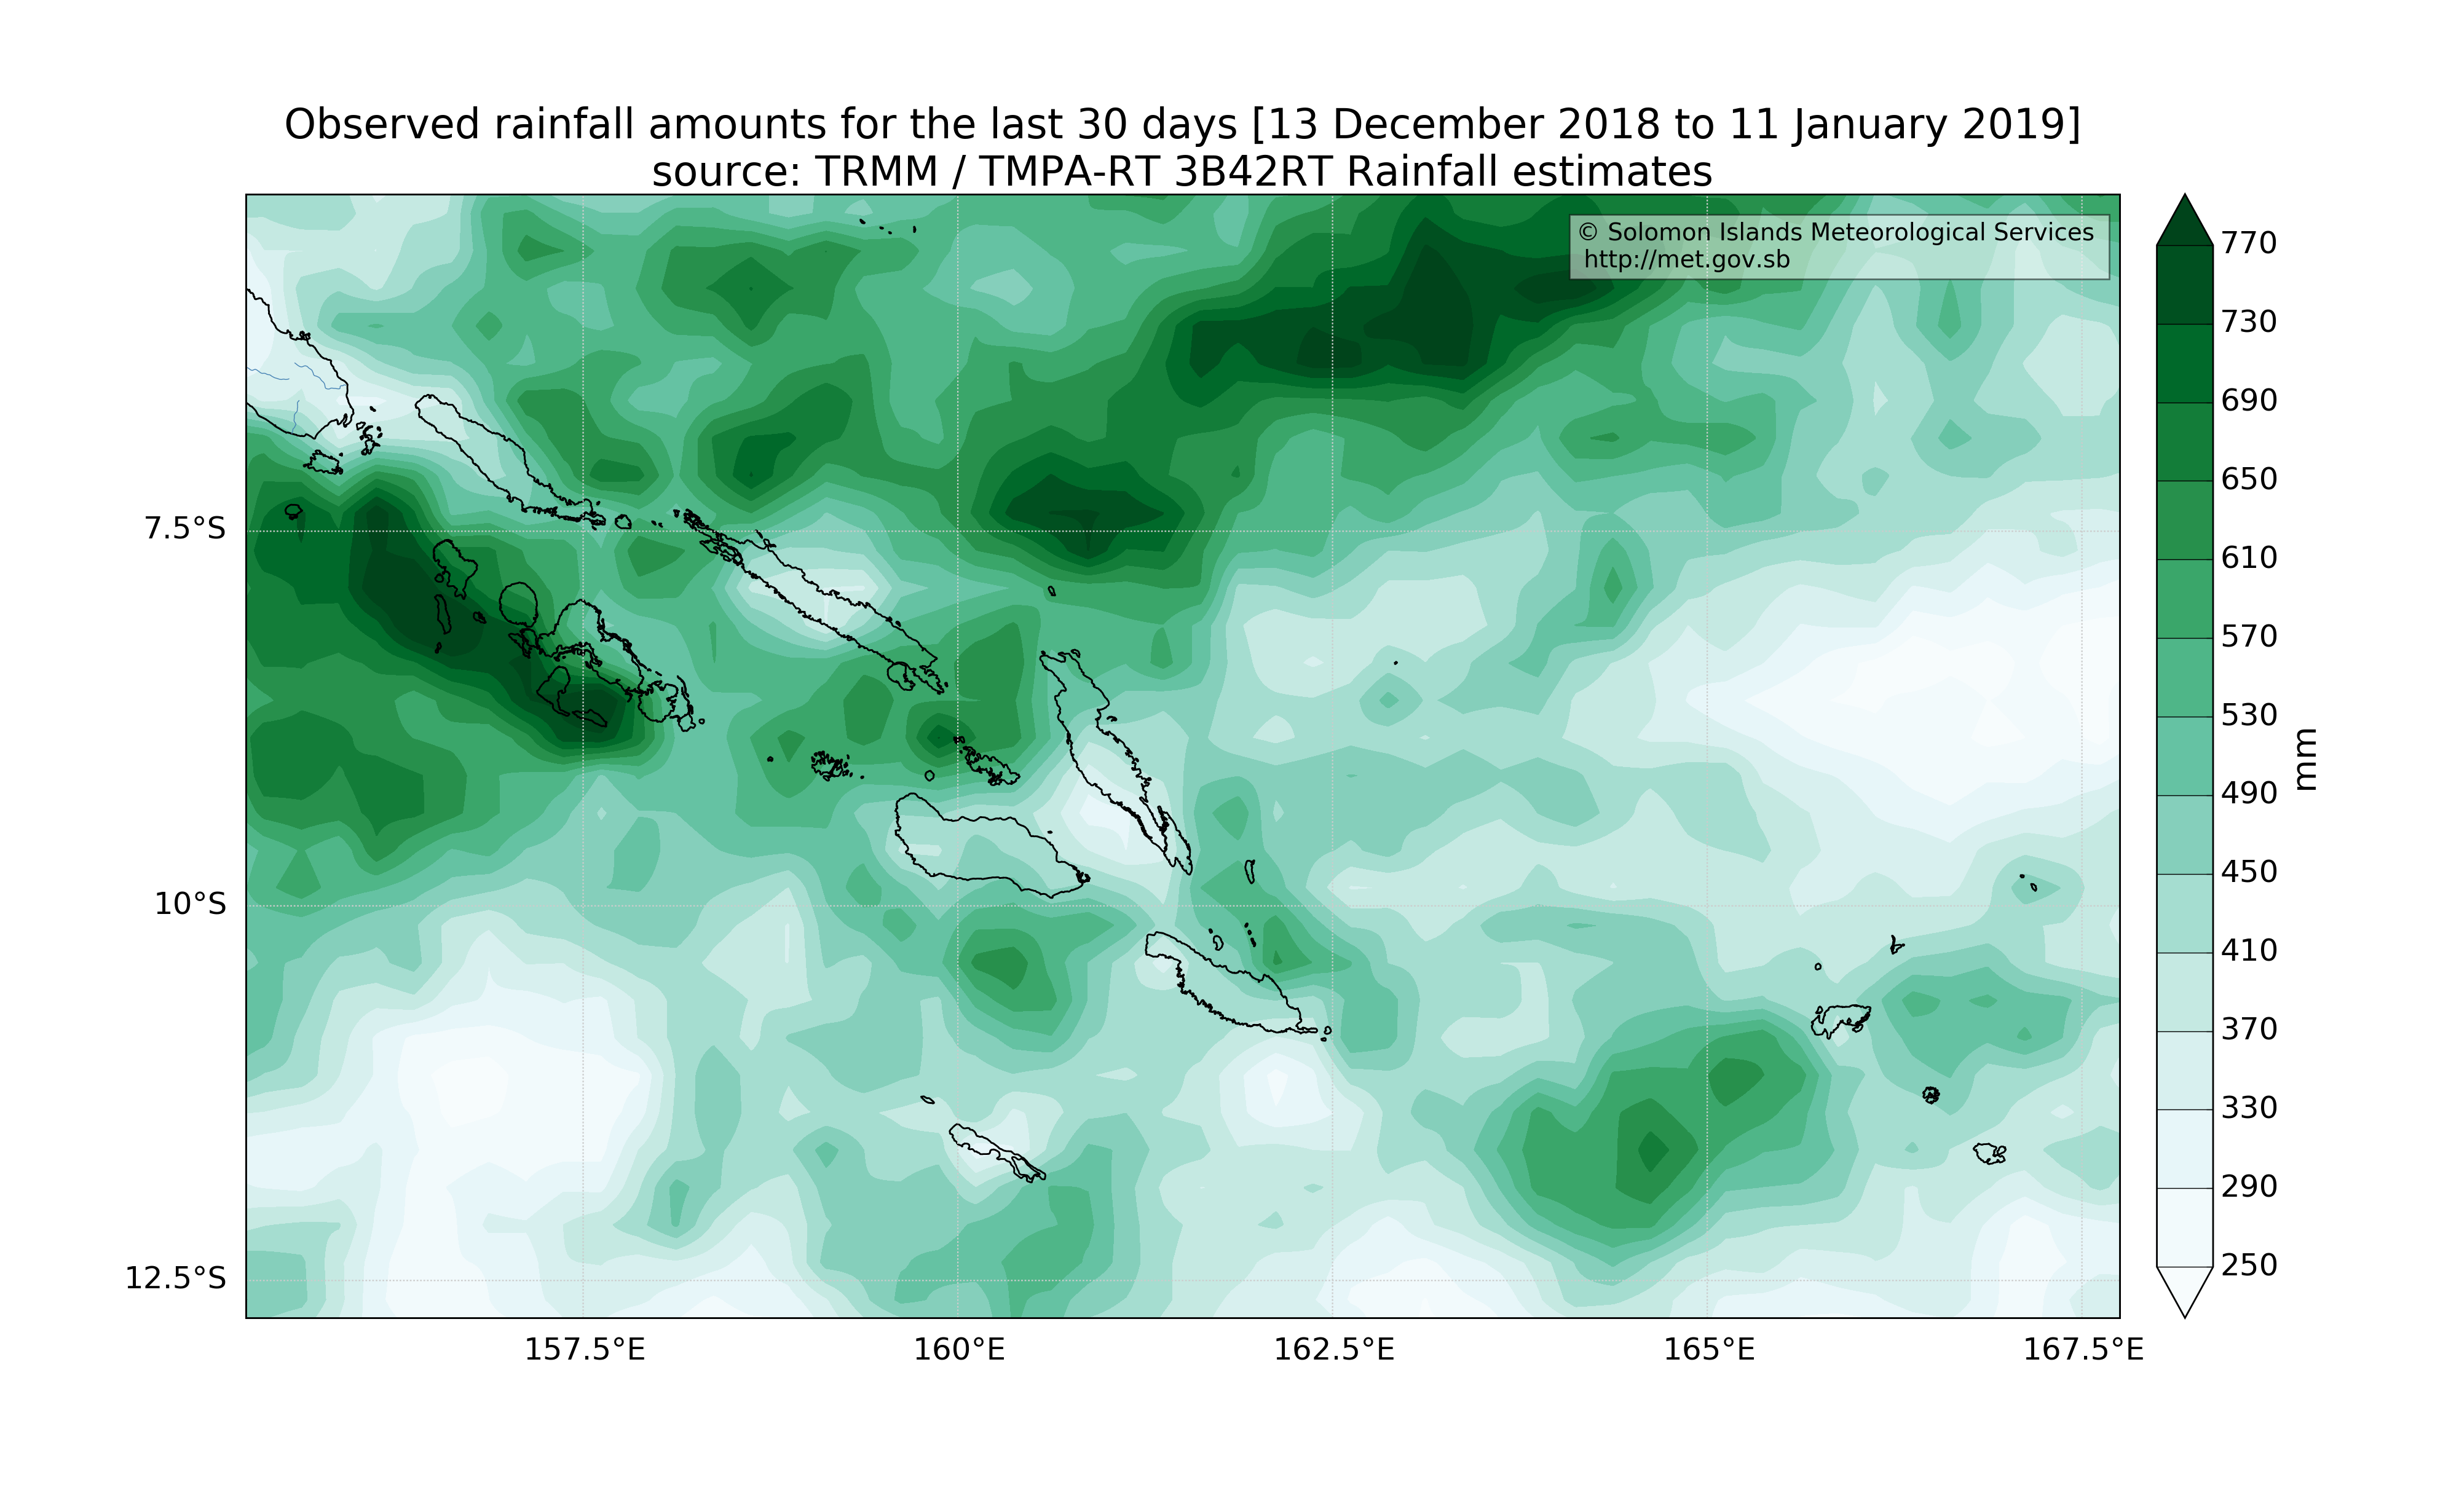 Observed rainfall amounts for the last 30 days [13 December 2018 to 11 January 2019]
source: TRMM / TMPA-RT 3B42RT Rainfall estimates
© Solomon Islands Meteorological Services
http://met.gov.sb
7.5°S
10°S
12.5°S
157.5°E
160°E
162.5°E
165°E
167.5°E
770
730
690
650
610
570
530
490
450
410
370
330
290
250
mm